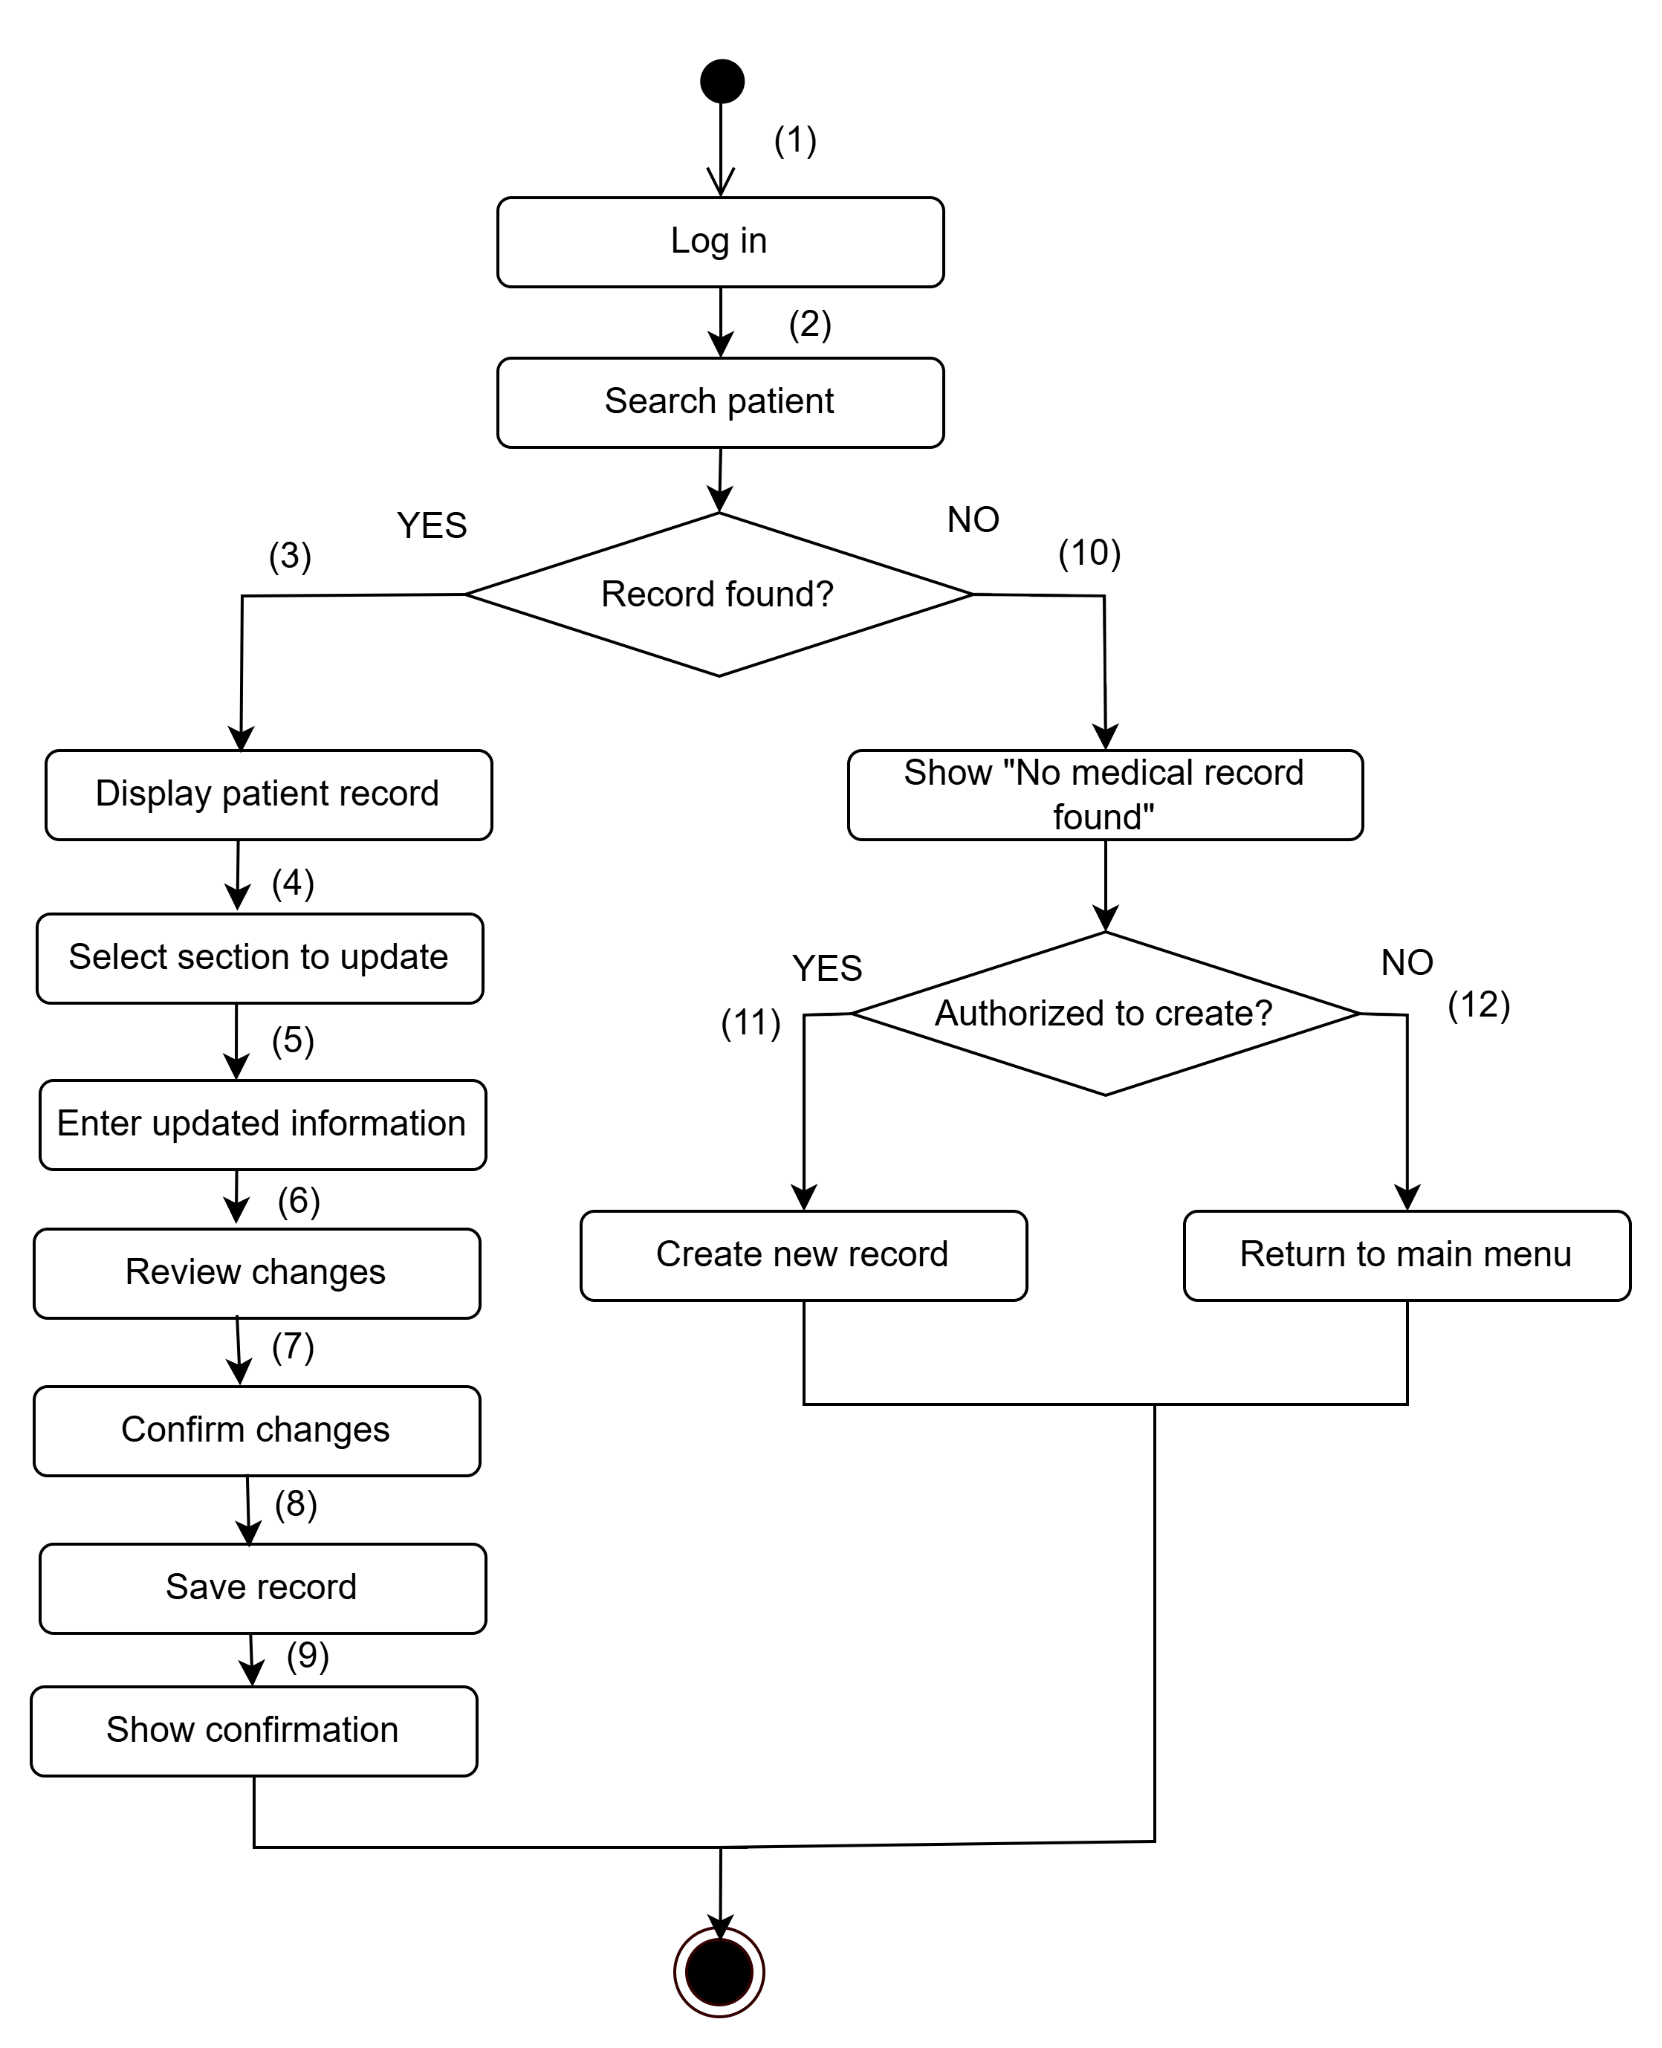 (1)
Log in
(2)
Search patient
YES
NO
(3)
(10)
Record found?
Display patient record
Show "No medical record
found"
(4)
Select section to update
YES
NO
(11)
(12)
Authorized to create?
(5)
Enter updated information
(6)
Review changes
Create new record
Return to main menu
(7)
Confirm changes
(8)
Save record
(9)
Show confirmation